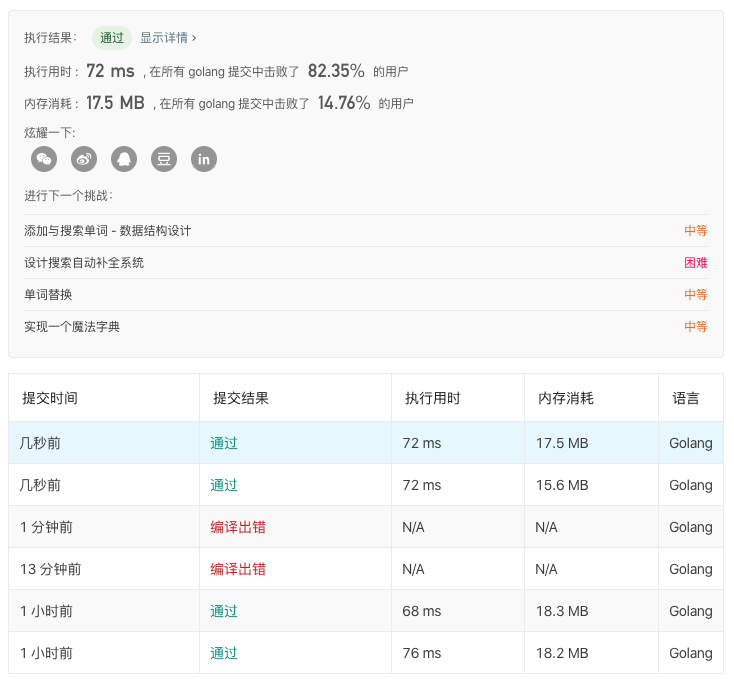 执行结果： 通过 显示详情 ›
执行用时 : 72 ms , 在所有 golang 提交中击败了 82.35% 的用户
内存消耗 : 17.5 MB , 在所有 golang 提交中击败了 14.76% 的用户
炫耀一下:
豆 in
进行下一个挑战：
添加与搜索单词 - 数据结构设计 中等
设计搜索自动补全系统 困难
单词替换 中等
实现一个魔法字典 中等
提交时间 提交结果 执行用时 内存消耗 语言
几秒前 通过 72 ms 17.5 MB Golang
几秒前 通过 72 ms 15.6 MB Golang
1 分钟前 编译出错 N/A N/A Golang
13 分钟前 编译出错 N/A N/A Golang
1 小时前 通过 68 ms 18.3 MB Golang
1 小时前 通过 76 ms 18.2 MB Golang